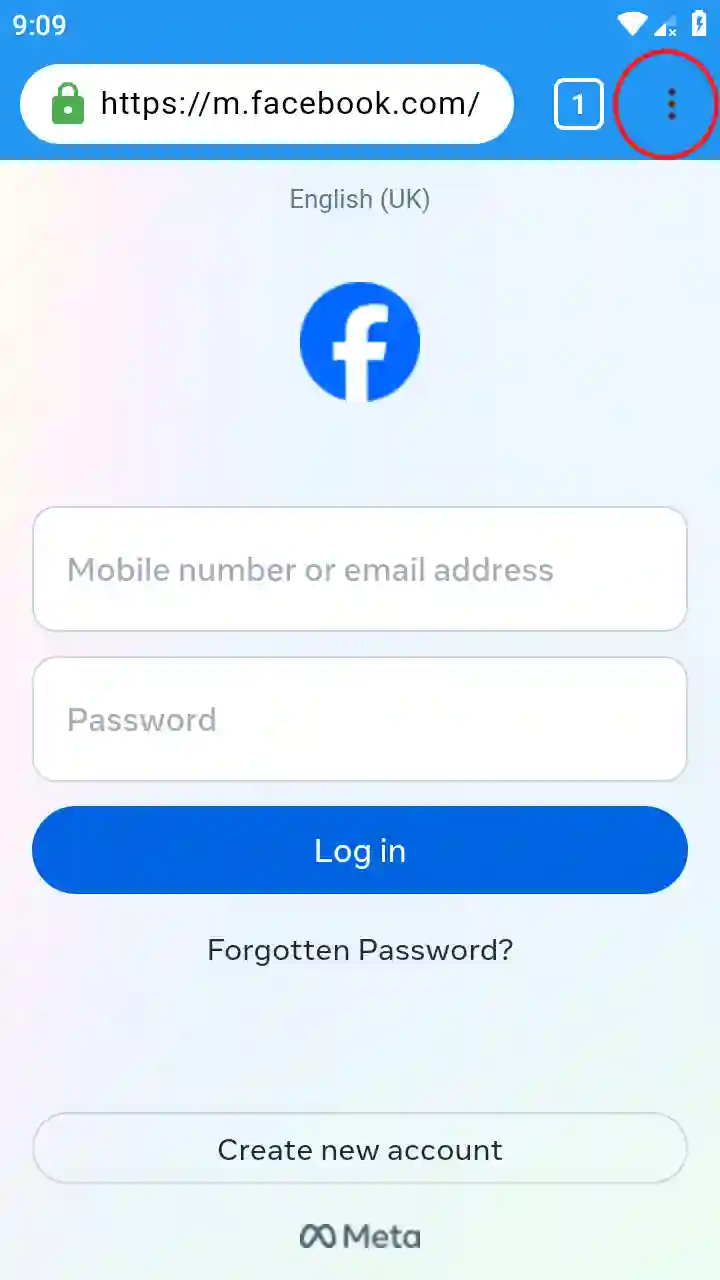 9:09
https://m.facebook.com/
1
English (UK)
Mobile number or email address
Password
Log in
Forgotten Password?
Create new account
Meta